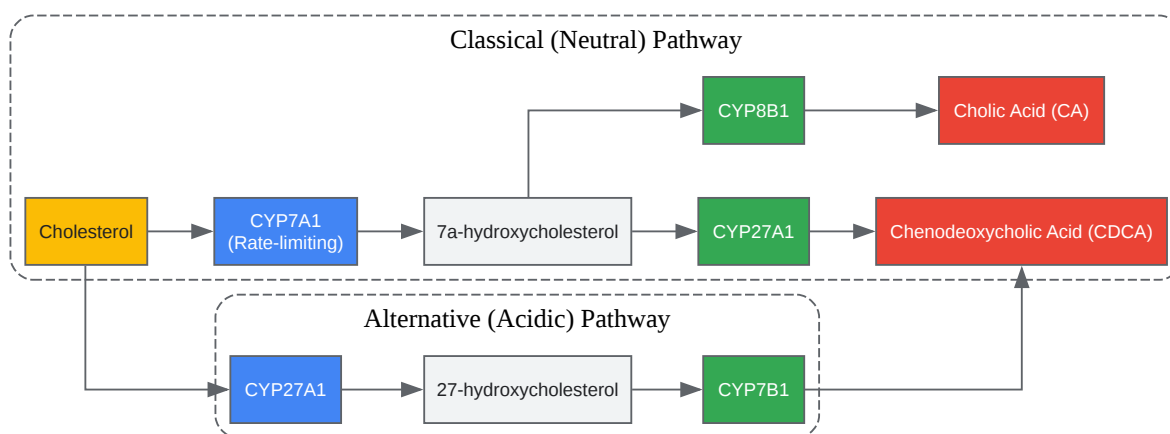 Classical (Neutral) Pathway
CYP8B1
Cholic Acid (CA)
Cholesterol
CYP7A1
(Rate-limiting)
7a-hydroxycholesterol
CYP27A1
Chenodeoxycholic Acid (CDCA)
Alternative (Acidic) Pathway
CYP27A1
27-hydroxycholesterol
CYP7B1